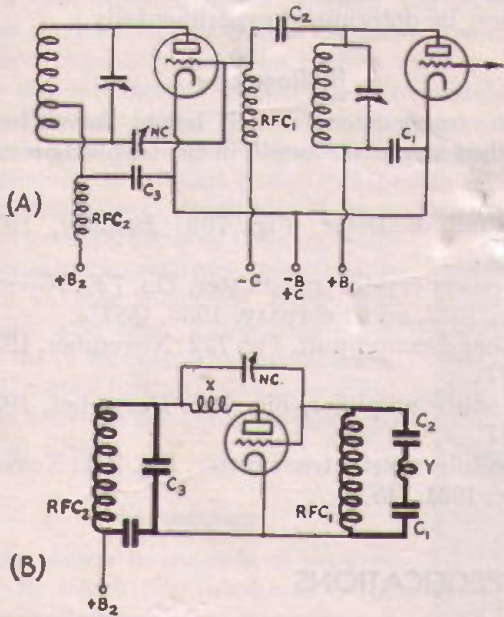 C₂
NC
C₃
RFC₁
C₁
(A)
RFC₂
+B₂
-C
-B
+C
+B₁
NC.
X
C₂
C₃
RFC₂
RFC₁
Y
C₁
(B)
+B₂